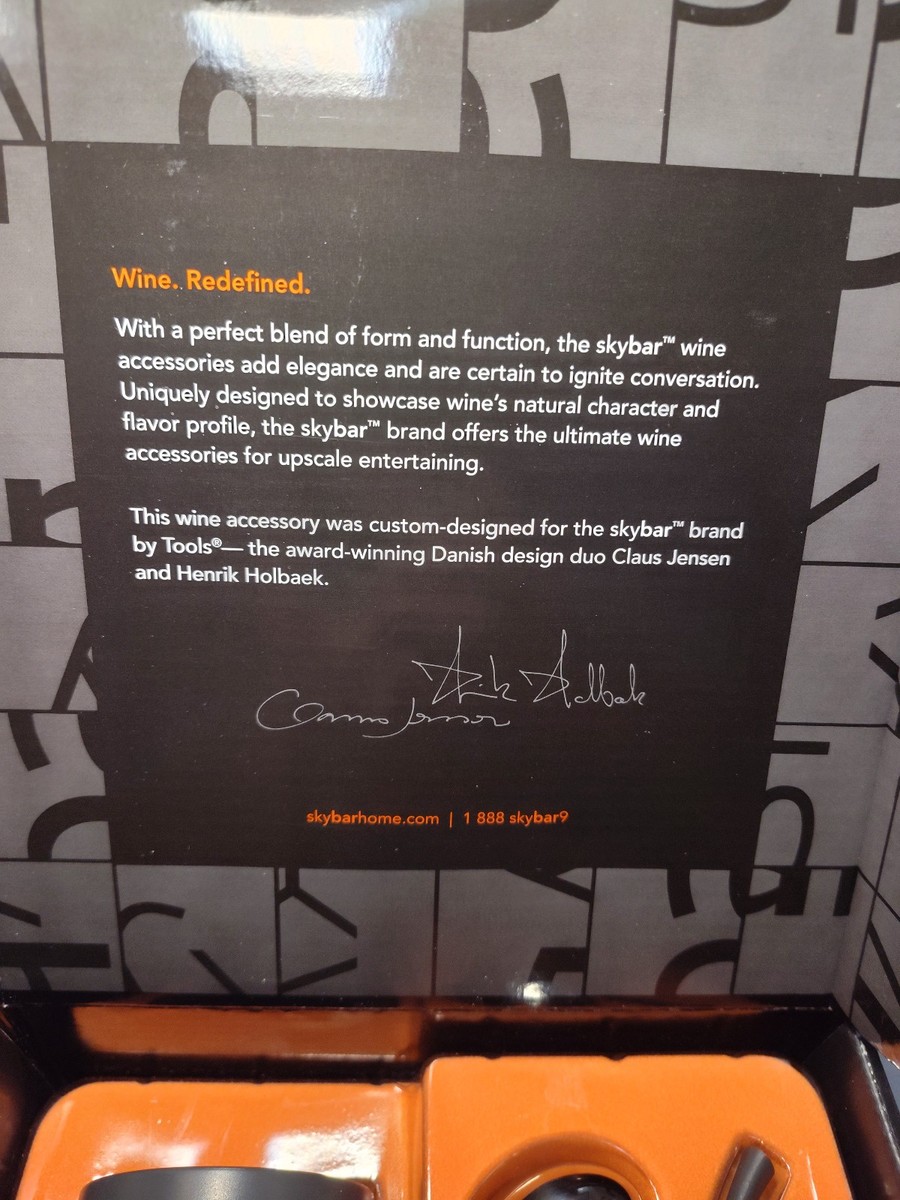 Wine. Redefined.
With a perfect blend of form and function, the skybar™ wine
accessories add elegance and are certain to ignite conversation.
Uniquely designed to showcase wine's natural character and
flavor profile, the skybar™ brand offers the ultimate wine
accessories for upscale entertaining.
This wine accessory was custom-designed for the skybar™ brand
by Tools®— the award-winning Danish design duo Claus Jensen
and Henrik Holbaek.
skybarhome.com | 1 888 skybar9